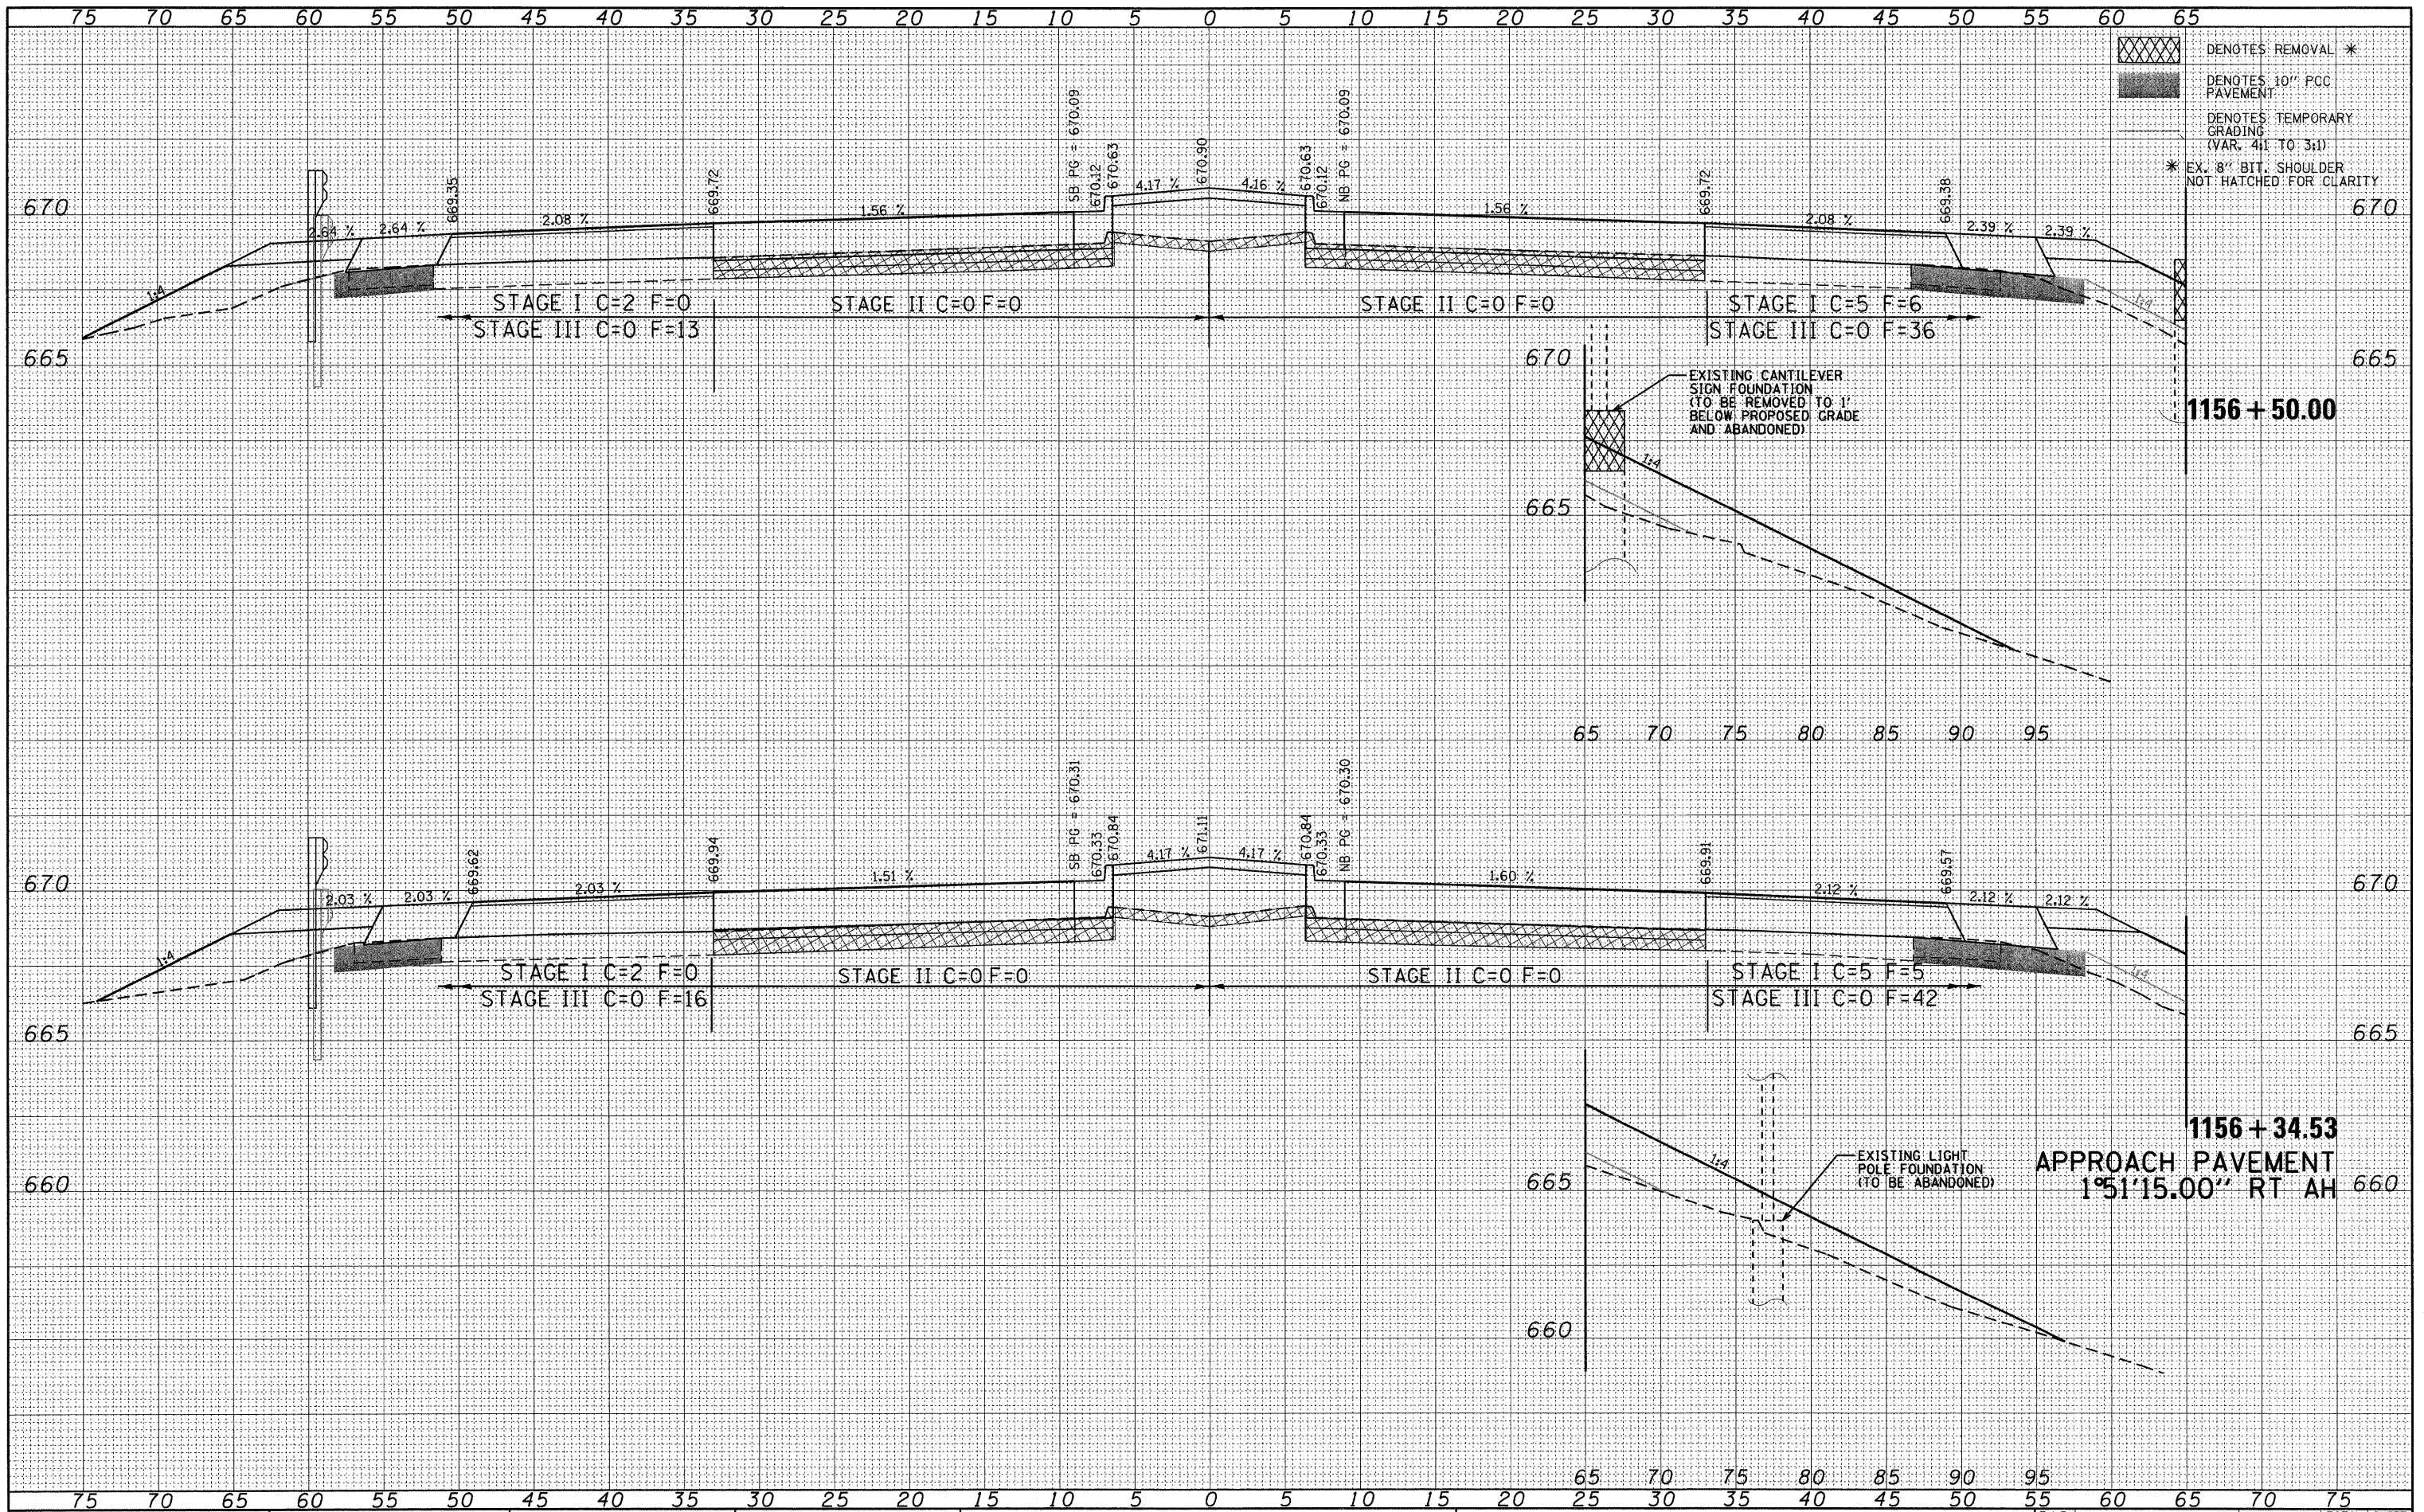 75 70 65 60 55 50 45 40 35 30 25 20 15 10 5 0 5 10 15 20 25 30 35 40 45 50 55 60 65
DENOTES REMOVAL *
DENOTES 10" PCC
PAVEMENT
DENOTES TEMPORARY
GRADING
(VAR. 4:1 TO 3:1)
* EX. 8" BIT. SHOULDER
NOT HATCHED FOR CLARITY
669.35
669.72
SB PG = 670.09
670.12
670.63
670.90
670.63
670.12
NB PG = 670.09
669.72
669.38
670
1:4
2.64 %
2.64 %
2.08 %
1.56 %
4.17 %
4.16 %
1.56 %
2.08 %
2.39 %
2.39 %
1:4
670
STAGE I C=2 F=0
STAGE III C=0 F=13
STAGE II C=0 F=0
STAGE II C=0 F=0
STAGE I C=5 F=6
STAGE III C=0 F=36
665
665
670
EXISTING CANTILEVER
SIGN FOUNDATION
(TO BE REMOVED TO 1'
BELOW PROPOSED GRADE
AND ABANDONED)
1156+50.00
1:4
665
65 70 75 80 85 90 95
669.62
669.94
SB PG = 670.31
670.33
670.84
671.11
670.84
670.33
NB PG = 670.30
669.91
669.57
670
1:4
2.03 %
2.03 %
2.03 %
1.51 %
4.17 %
4.17 %
1.60 %
2.12 %
2.12 %
2.12 %
1:4
670
STAGE I C=2 F=0
STAGE III C=0 F=16
STAGE II C=0 F=0
STAGE II C=0 F=0
STAGE I C=5 F=5
STAGE III C=0 F=42
665
665
1156+34.53
APPROACH PAVEMENT
1°51'15.00" RT AH
660
660
1:4
EXISTING LIGHT
POLE FOUNDATION
(TO BE ABANDONED)
665
660
65 70 75 80 85 90 95
75 70 65 60 55 50 45 40 35 30 25 20 15 10 5 0 5 10 15 20 25 30 35 40 45 50 55 60 65 70 75